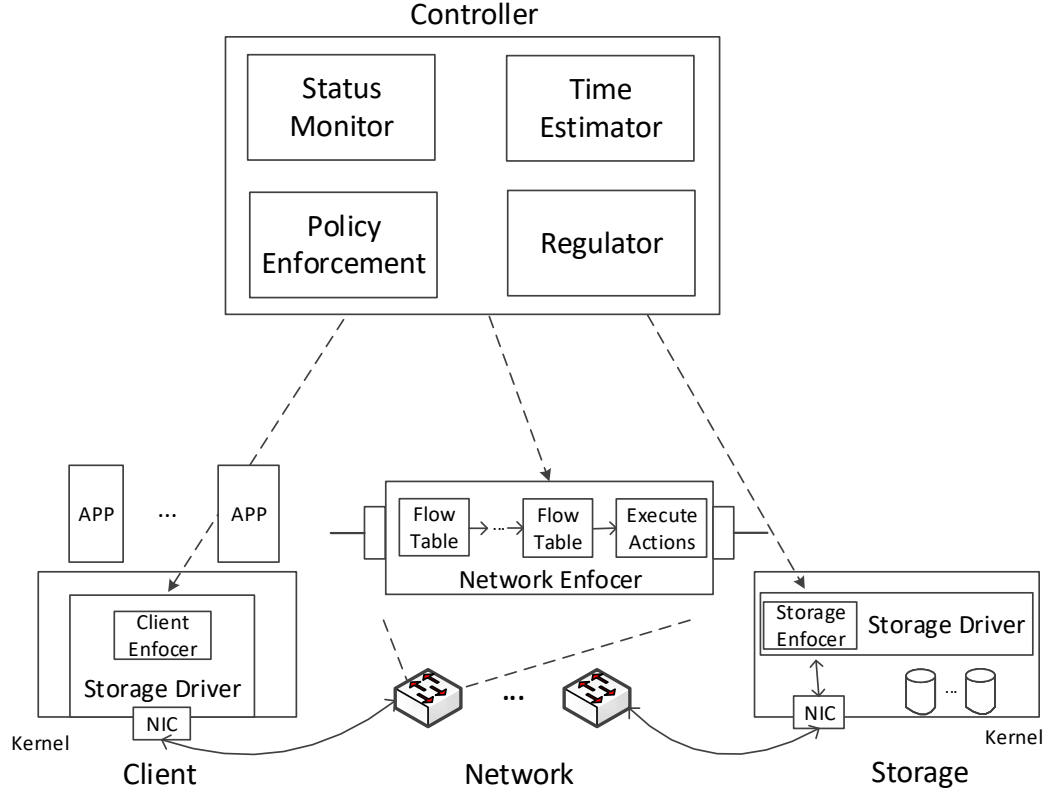 Controller
Status
Monitor
Time
Estimator
Policy
Enforcement
Regulator
APP
...
APP
Flow
Table
...
Flow
Table
Execute
Actions
Network Enfocer
Client
Enfocer
Storage Driver
NIC
Kernel
Client
...
Network
Storage
Enfocer
Storage Driver
...
NIC
Kernel
Storage